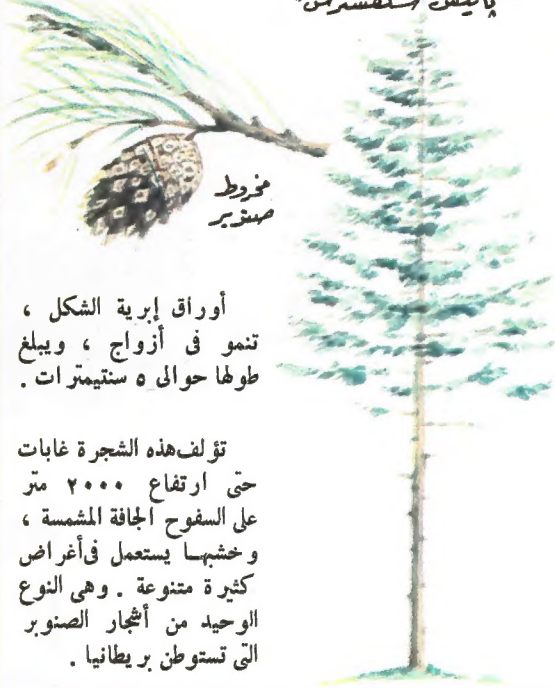 مخروط
صنوبر
أوراق إبرية الشكل ،
تنمو فى أزواج ، ويبلغ
طولها حوالى ٥ سنتيمترات .
تؤلف هذه الشجرة غابات
حتى ارتفاع ٢٠٠٠ متر
على السفوح الجافة المشمسة ،
وخشبها يستعمل فى أغراض
كثيرة متنوعة . وهى النوع
الوحيد من أشجار الصنوبر
التى تستوطن بريطانيا .